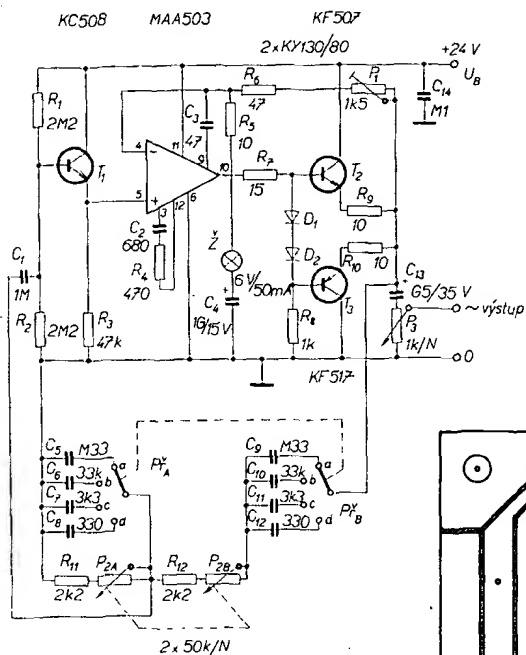 KC508 MAA503 KF507
2×KY130/80
+24 V
U_B
R1
2M2
T1
C3
47
R6
47
P1
1k5
C14
M1
R5
10
4
11
9
10
5
3
12
6
R7
15
T2
R9
10
C2
680
R4
470
Ž
6V/50mA
D1
D2
R10
10
C1
1M
R2
2M2
R3
47k
C4
1G/15V
R8
1k
T3
C13
G5/35 V
P3
1k/N
~výstup
0
KF517
C5 M33
C6 33k
C7 3k3
C8 330
a
b
c
d
PřA
C9 M33
C10 33k
C11 3k3
C12 330
a
b
c
d
PřB
R11
2k2
P2A
R12
2k2
P2B
2×50k/N